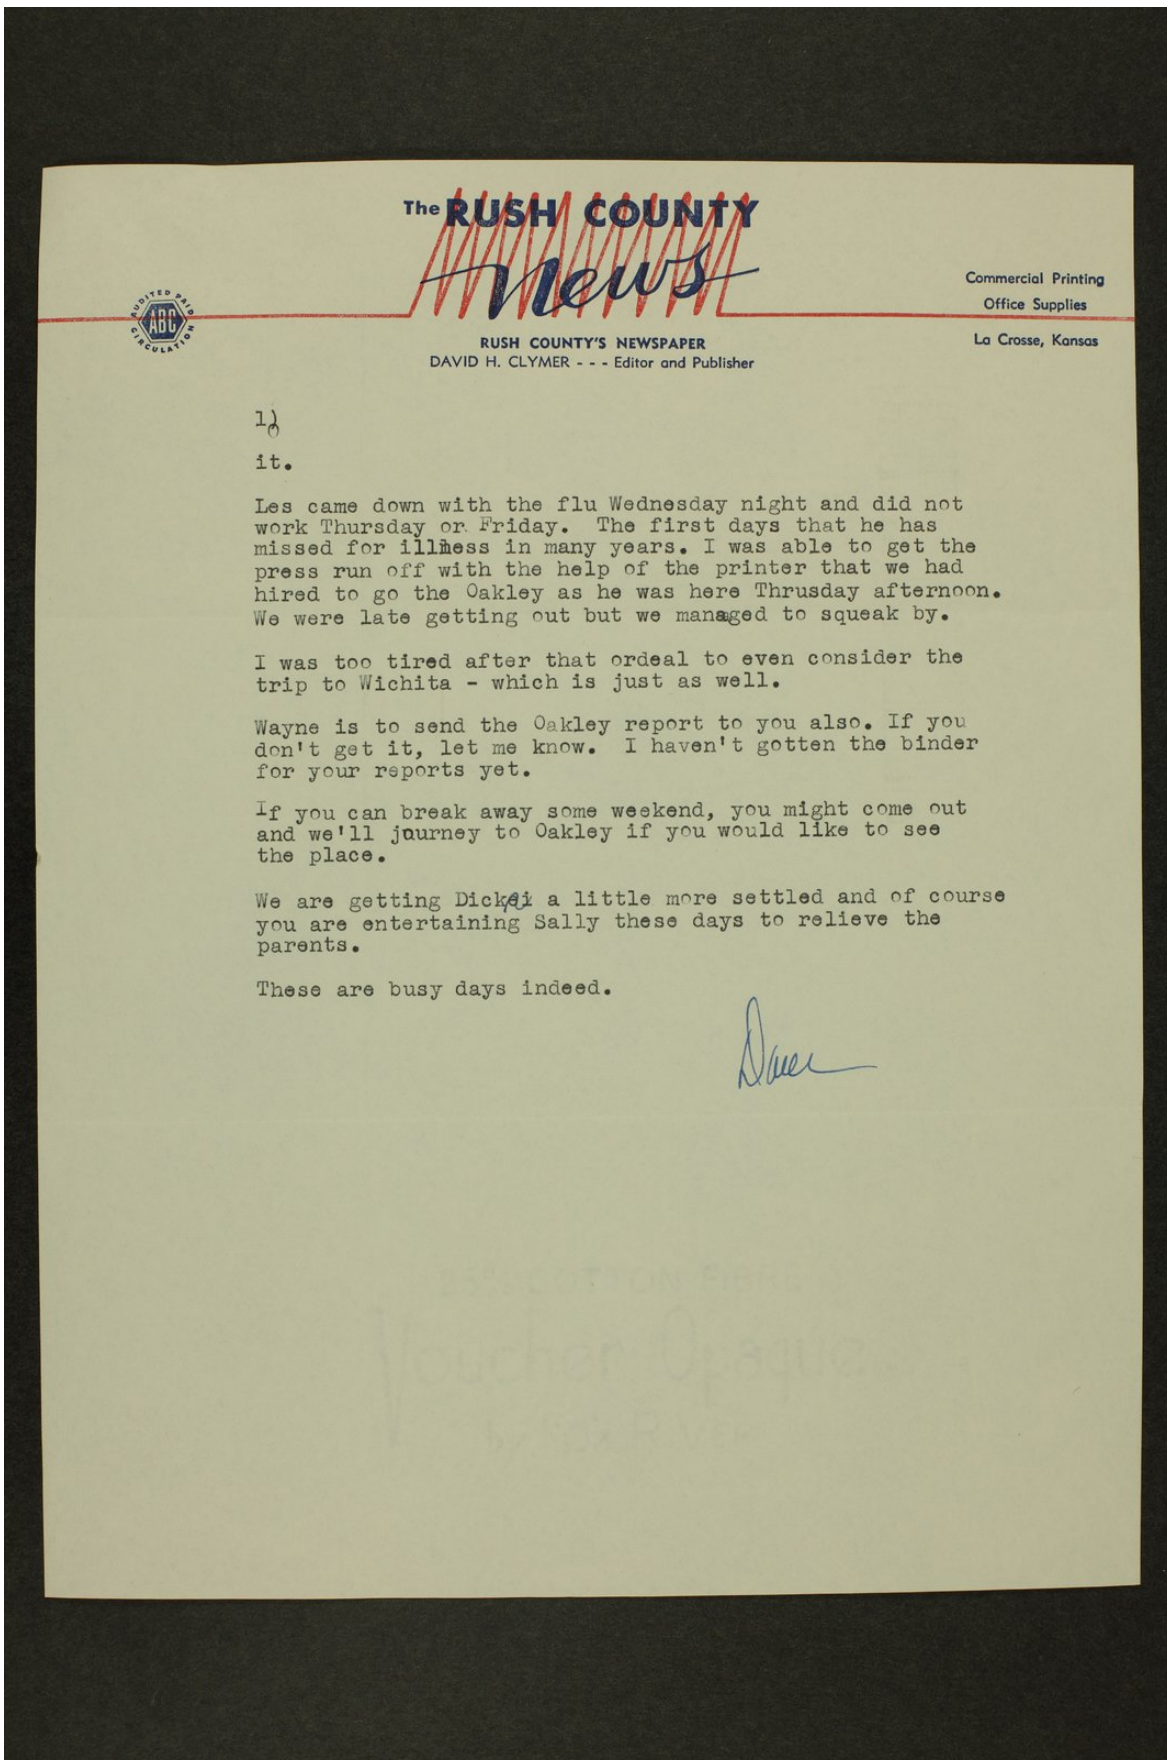 The RUSH COUNTY
News
AUDITED PAID
ABC
CIRCULATION
Commercial Printing
Office Supplies
La Crosse, Kansas
RUSH COUNTY'S NEWSPAPER
DAVID H. CLYMER - - - Editor and Publisher
it.
Les came down with the flu Wednesday night and did not
work Thursday or Friday. The first days that he has
missed for illness in many years. I was able to get the
press run off with the help of the printer that we had
hired to go the Oakley as he was here Thrusday afternoon.
We were late getting out but we managed to squeak by.
I was too tired after that ordeal to even consider the
trip to Wichita - which is just as well.
Wayne is to send the Oakley report to you also. If you
don't get it, let me know. I haven't gotten the binder
for your reports yet.
If you can break away some weekend, you might come out
and we'll journey to Oakley if you would like to see
the place.
We are getting a little more settled and of course
you are entertaining Sally these days to relieve the
parents.
These are busy days indeed.